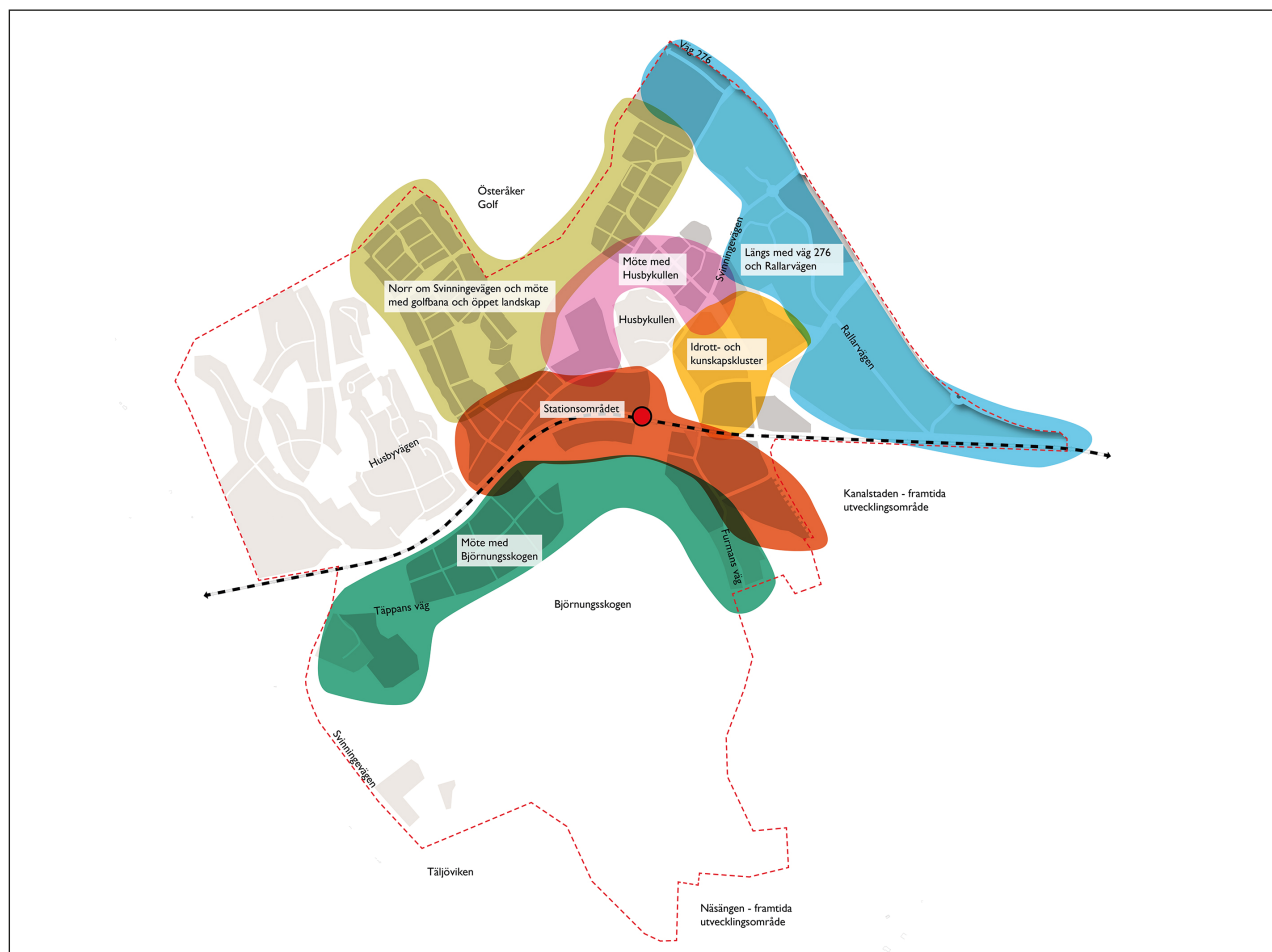 Väg 276
Österåker
Golf
Svinningevägen
Möte med
Husbykullen
Längs med väg 276
och Rallarvägen
Norr om Svinningevägen och möte
med golfbana och öppet landskap
Husbykullen
Idrott- och
kunskapskluster
Rallarvägen
Stationsområdet
Husbyvägen
Kanalstaden - framtida
utvecklingsområde
Möte med
Björnungsskogen
Furmans väg
Täppans väg
Björnungsskogen
Svinningevägen
Täljöviken
Näsängen - framtida
utvecklingsområde